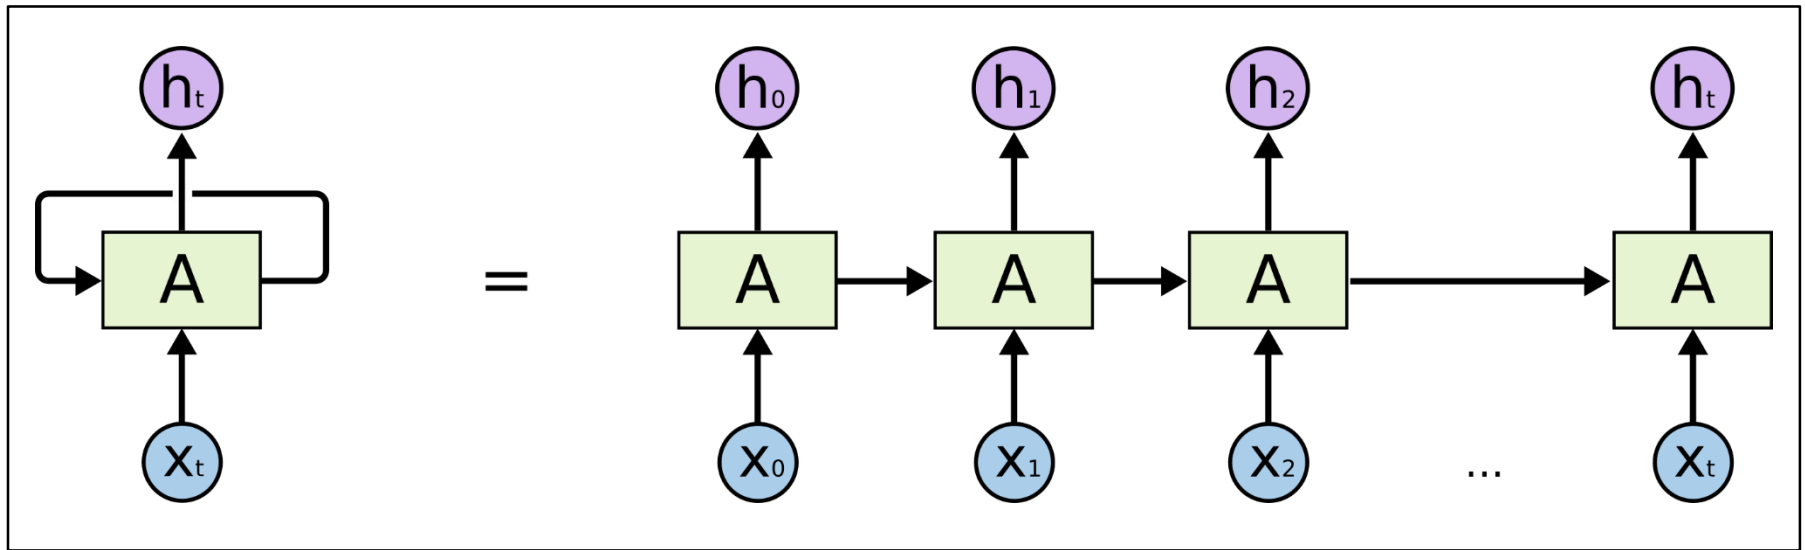 ht h0 h1 h2 ht
A = A A A A
xt x0 x1 x2 ... xt